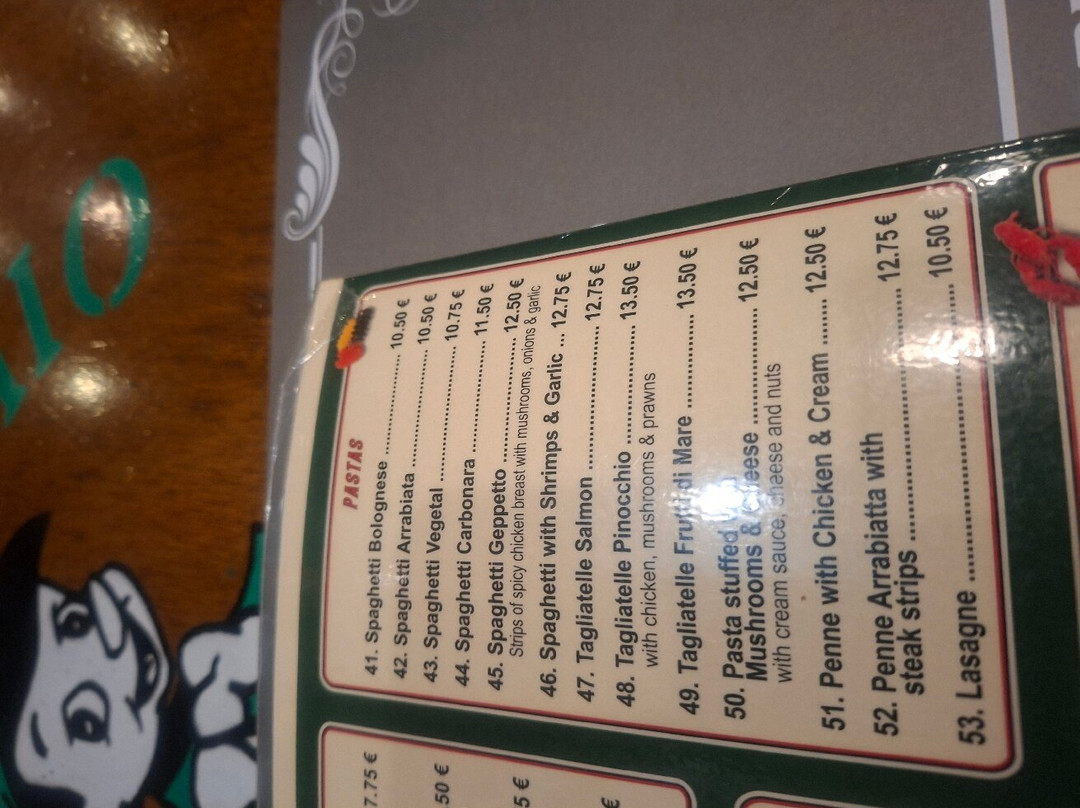 PASTAS
41. Spaghetti Bolognese ........................ 10.50 €
42. Spaghetti Arrabiata ........................ 10.50 €
43. Spaghetti Vegetal ........................ 10.75 €
44. Spaghetti Carbonara ........................ 11.50 €
45. Spaghetti Geppetto ........................ 12.50 €
Strips of spicy chicken breast with mushrooms, onions & garlic
46. Spaghetti with Shrimps & Garlic ... 12.75 €
47. Tagliatelle Salmon ........................ 12.75 €
48. Tagliatelle Pinocchio .................. 13.50 €
with chicken, mushrooms & prawns
49. Tagliatelle Frutti di Mare .............. 13.50 €
50. Pasta stuffed
Mushrooms & Cheese .................. 12.50 €
with cream sauce, cheese and nuts
51. Penne with Chicken & Cream ...... 12.50 €
52. Penne Arrabiatta with
steak strips ................................ 12.75 €
53. Lasagne ........................................ 10.50 €
7.75 €
50 €
5 €
€
IO